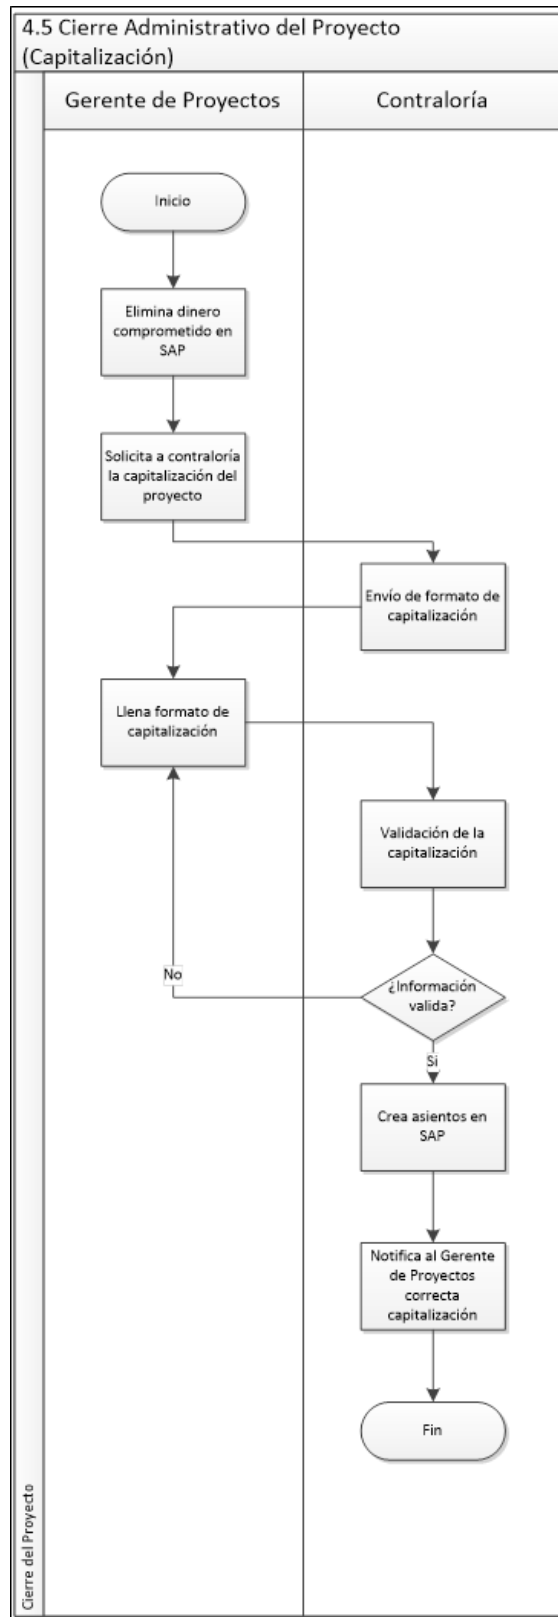 4.5 Cierre Administrativo del Proyecto
(Capitalización)
Gerente de Proyectos
Contraloría
Inicio
Elimina dinero
comprometido en
SAP
Solicita a contraloría
la capitalización del
proyecto
Envío de formato de
capitalización
Llena formato de
capitalización
Validación de la
capitalización
¿Información
valida?
No
Si
Crea asientos en
SAP
Notifica al Gerente
de Proyectos
correcta
capitalización
Fin
Cierre del Proyecto